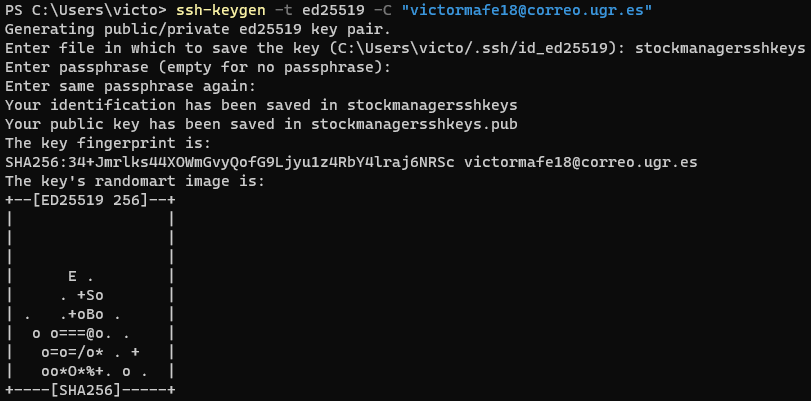 PS C:\Users\victo> ssh-keygen -t ed25519 -C "victormafe18@correo.ugr.es"
Generating public/private ed25519 key pair.
Enter file in which to save the key (C:\Users\victo/.ssh/id_ed25519): stockmanagersshkeys
Enter passphrase (empty for no passphrase):
Enter same passphrase again:
Your identification has been saved in stockmanagersshkeys
Your public key has been saved in stockmanagersshkeys.pub
The key fingerprint is:
SHA256:34+Jmrlks44XOWmGvyQofG9Ljyu1z4RbY4lraj6NRSc victormafe18@correo.ugr.es
The key's randomart image is:
+--[ED25519 256]--+
|                 |
|                 |
|                 |
|      E .        |
|     . +So       |
| .   .+oBo .     |
|  o o===@o. .    |
|   o=o=/o* . +   |
|   oo*O*%+. o .  |
+----[SHA256]-----+